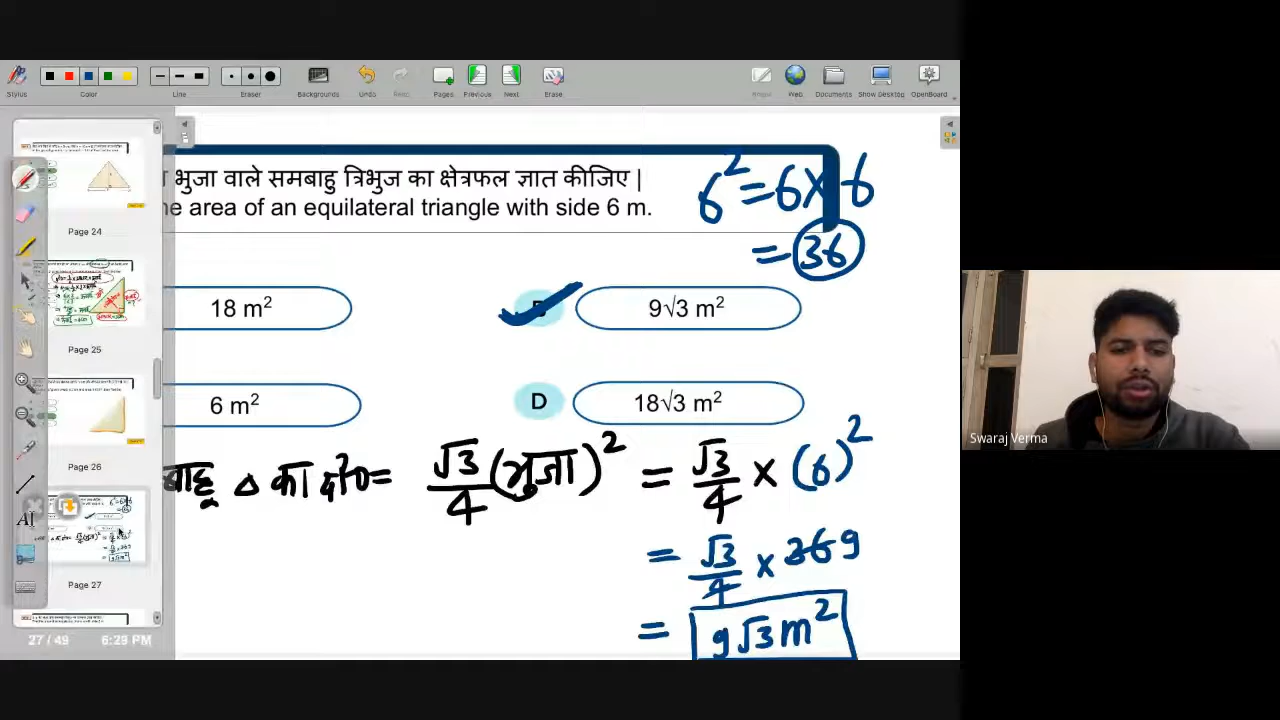 Stylus
Color
Line
Eraser
Backgrounds
Undo
Redo
Pages
Previous
Next
Erase
Web
Documents
Show Desktop
OpenBoard
भुजा वाले समबाहु त्रिभुज का क्षेत्रफल ज्ञात कीजिए |
e area of an equilateral triangle with side 6 m.
6² = 6 × 6
= 36
18 m²
9√3 m²
6 m²
D
18√3 m²
बाहू △ का क्षे० = √3/4 (भुजा)² = √3/4 × (6)²
= √3/4 × 36 9
= 9√3 m²
Page 24
Page 25
Page 26
Page 27
27 / 49
6:29 PM
Swaraj Verma